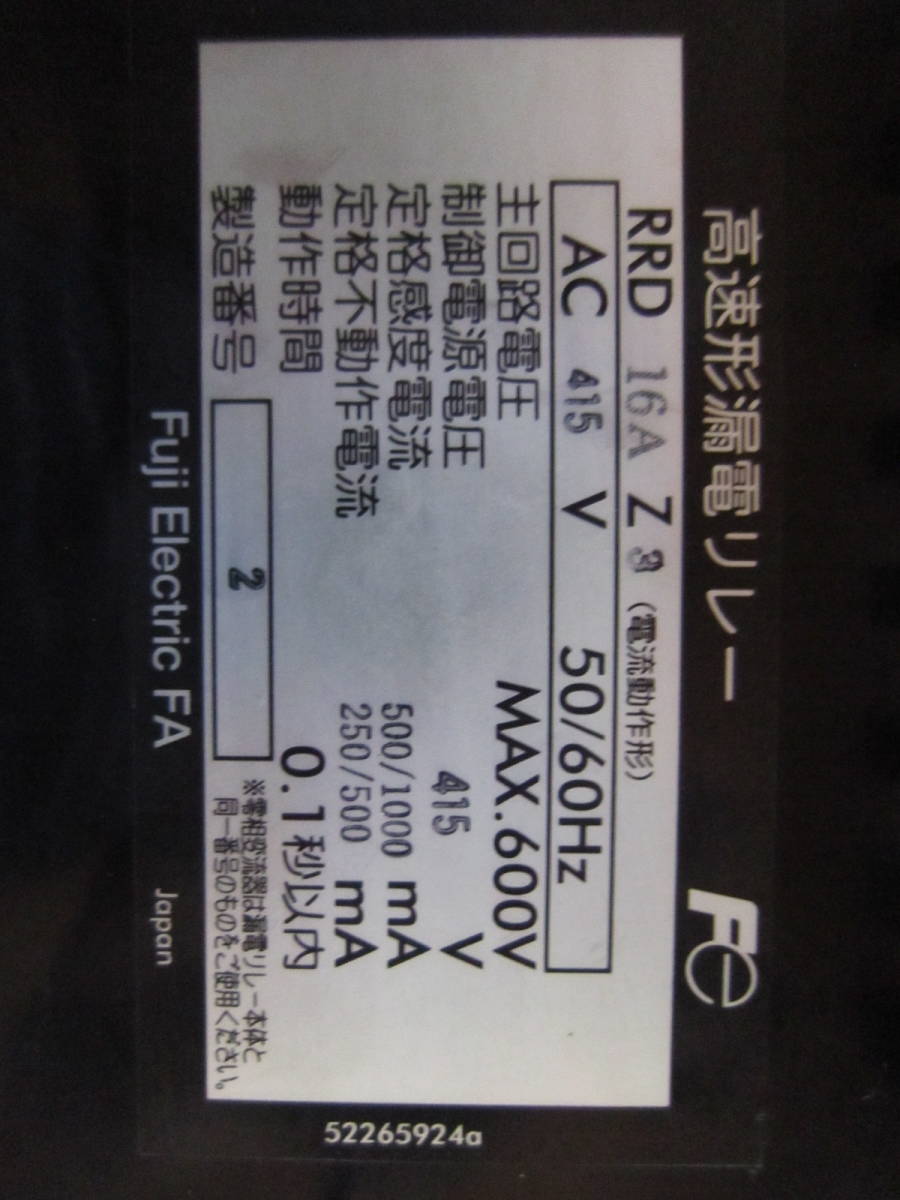 高速形漏電リレー Fe
RRD 16A Z 3 (電流動作形)
AC 415 V 50/60Hz
主回路電圧 MAX.600V
制御電源電圧 415 V
定格感度電流 500/1000 mA
定格不動作電流 250/500 mA
動作時間 0.1秒以内
製造番号 2
※零相変流器は漏電リレー本体と
同一番号のものをご使用ください。
Fuji Electric FA Japan
52265924a